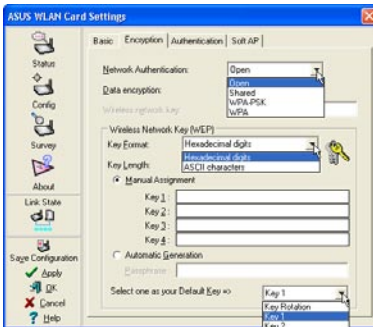 ASUS WLAN Card Settings
Basic Encryption Authentication Soft AP
Status
Config
Survey
About
Link State
Save Configuration
Apply
OK
Cancel
Help
Network Authentication: Open
Open
Shared
WPA-PSK
WPA
Data encryption:
Wireless network key:
Wireless Network Key (WEP)
Key Format: Hexadecimal digits
Hexadecimal digits
ASCII characters
Key Length:
Manual Assignment
Key 1 :
Key 2 :
Key 3 :
Key 4 :
Automatic Generation
Passphrase :
Select one as your Default Key => Key 1
Key Rotation
Key 1
Key 2